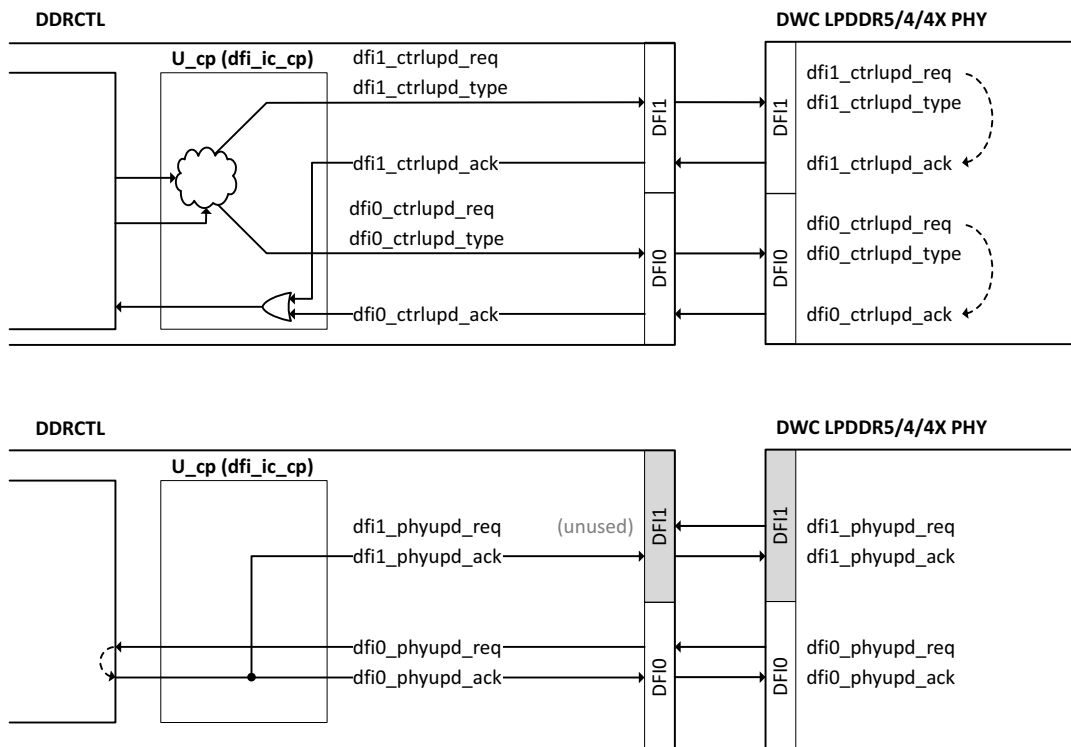 DDRCTL
DWC LPDDR5/4/4X PHY
U_cp (dfi_ic_cp)
dfi1_ctrlupd_req
dfi1_ctrlupd_type
dfi1_ctrlupd_ack
dfi0_ctrlupd_req
dfi0_ctrlupd_type
dfi0_ctrlupd_ack
DFI1
DFI0
DFI1
DFI0
dfi1_ctrlupd_req
dfi1_ctrlupd_type
dfi1_ctrlupd_ack
dfi0_ctrlupd_req
dfi0_ctrlupd_type
dfi0_ctrlupd_ack
DDRCTL
DWC LPDDR5/4/4X PHY
U_cp (dfi_ic_cp)
dfi1_phyupd_req (unused)
dfi1_phyupd_ack
dfi0_phyupd_req
dfi0_phyupd_ack
DFI1
DFI0
DFI1
DFI0
dfi1_phyupd_req
dfi1_phyupd_ack
dfi0_phyupd_req
dfi0_phyupd_ack